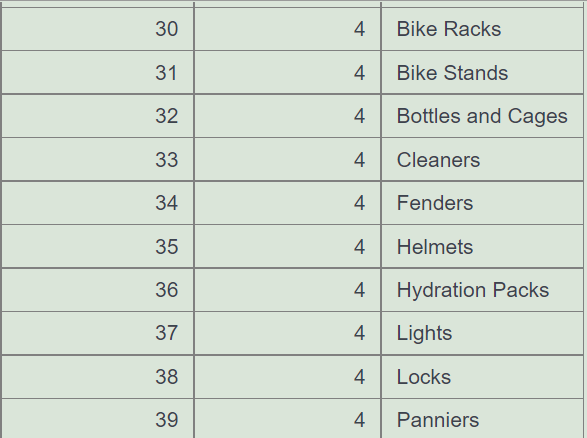 30 4 Bike Racks
31 4 Bike Stands
32 4 Bottles and Cages
33 4 Cleaners
34 4 Fenders
35 4 Helmets
36 4 Hydration Packs
37 4 Lights
38 4 Locks
39 4 Panniers